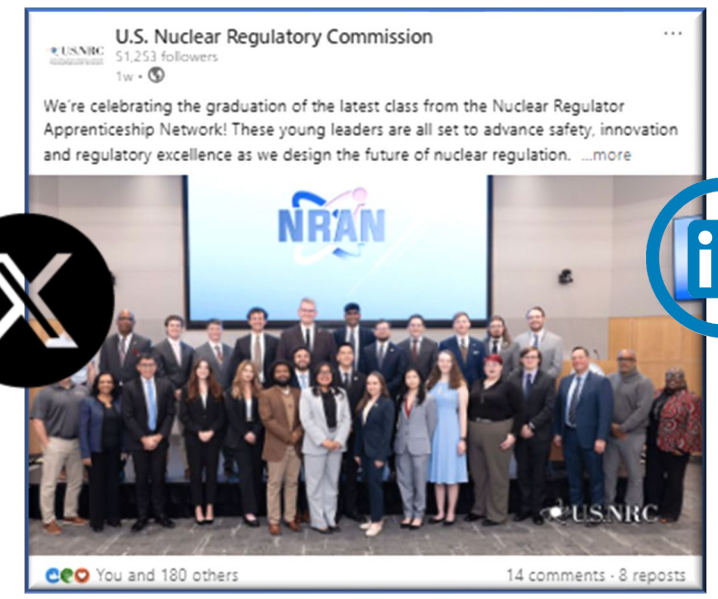 U.S. Nuclear Regulatory Commission
...
U.S.NRC
51,253 followers
1w •
We're celebrating the graduation of the latest class from the Nuclear Regulator
Apprenticeship Network! These young leaders are all set to advance safety, innovation
and regulatory excellence as we design the future of nuclear regulation. ...more
NRAN
X
in
U.S.NRC
You and 180 others
14 comments · 8 reposts